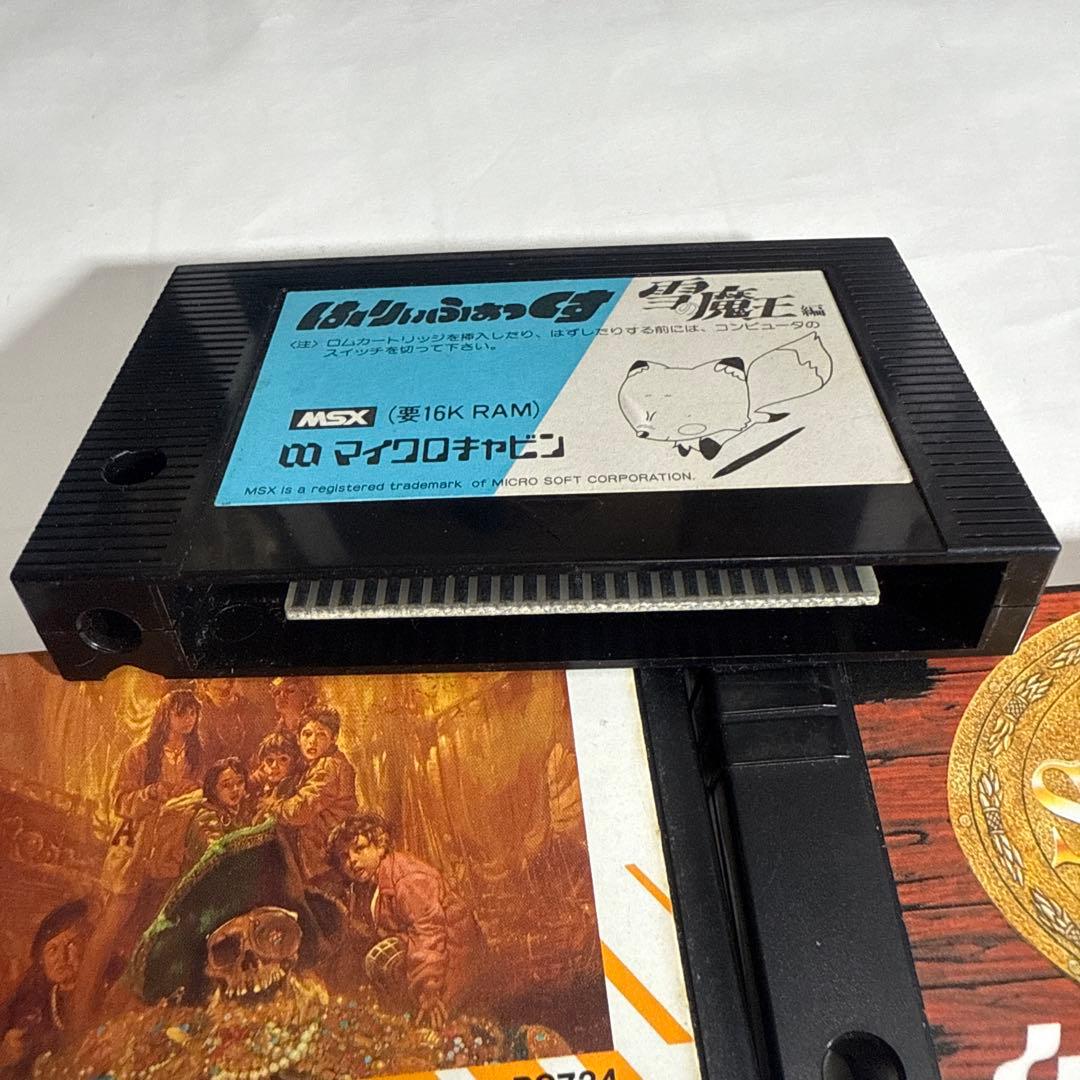 はりぃふぉっくす
雪の魔王編
〈注〉ロムカートリッジを挿入したり、はずしたりする前には、コンピュータの
スイッチを切って下さい。
MSX (要16K RAM)
マイクロキャビン
MSX is a registered trademark of MICRO SOFT CORPORATION.